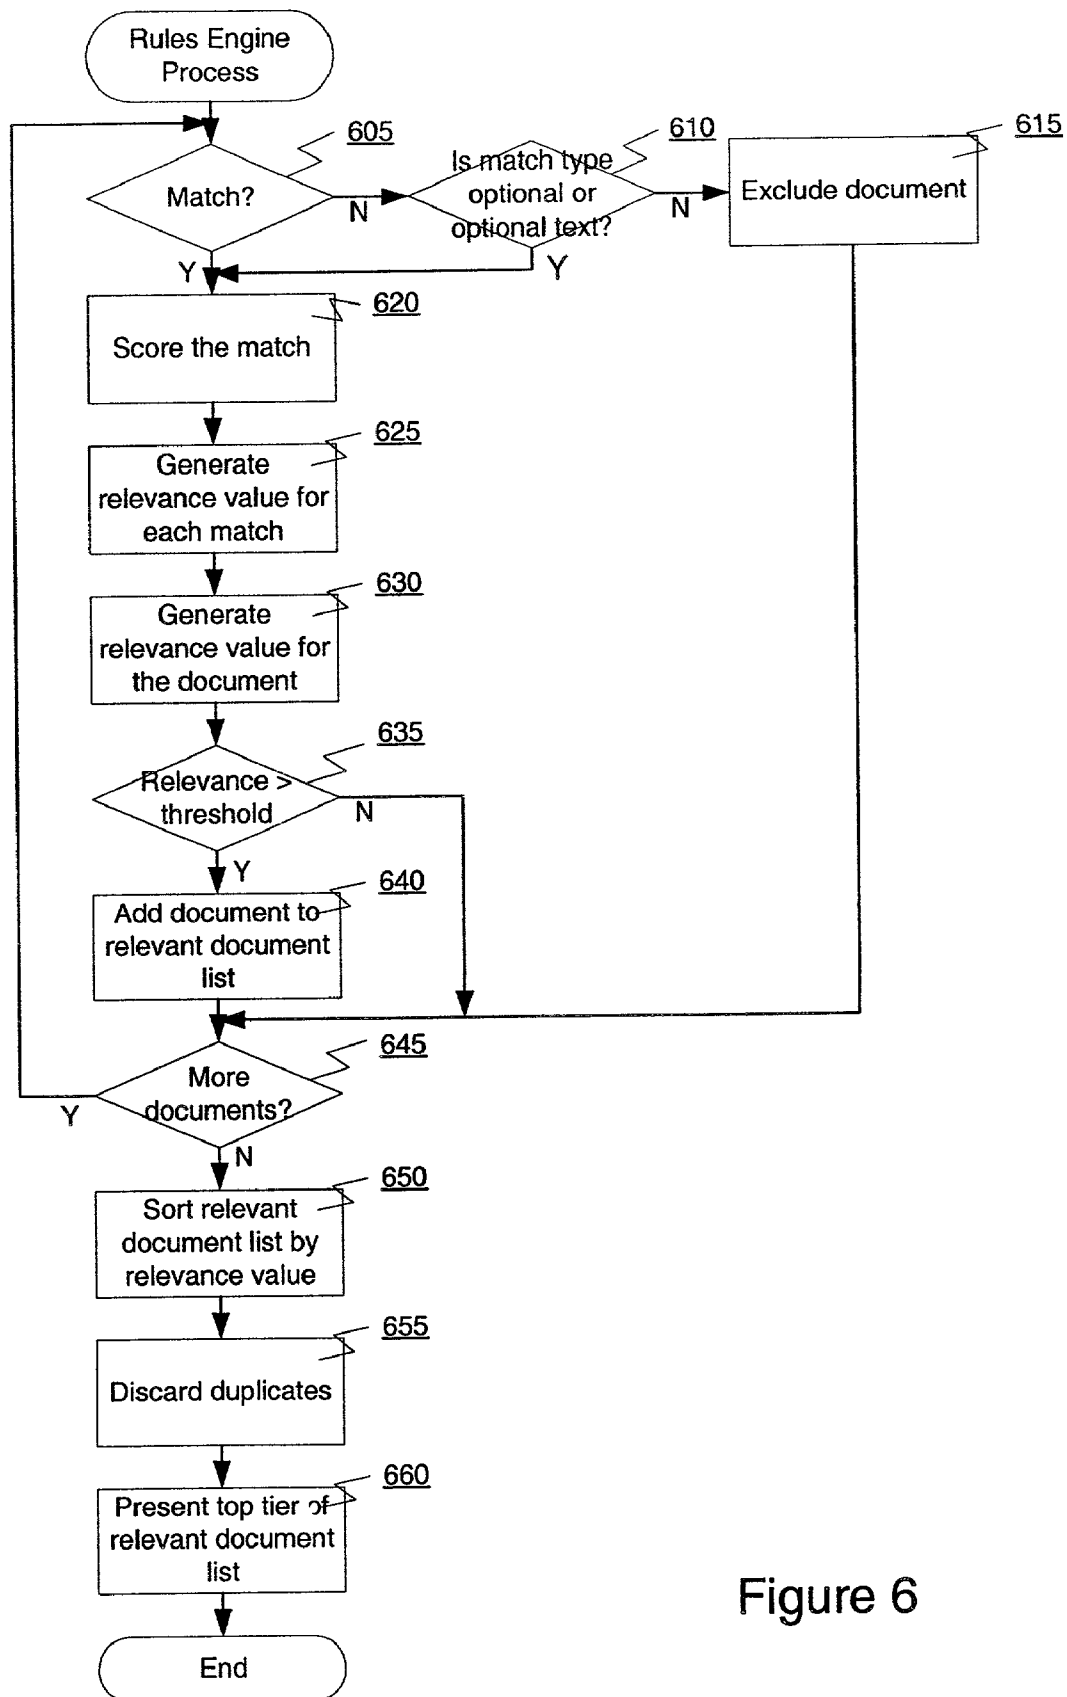 Rules Engine
Process
605
610
615
Match?
N
Is match type
optional or
optional text?
N
Exclude document
Y
Y
620
Score the match
625
Generate
relevance value for
each match
630
Generate
relevance value for
the document
635
Relevance >
threshold
N
Y
640
Add document to
relevant document
list
645
More
documents?
Y
N
650
Sort relevant
document list by
relevance value
655
Discard duplicates
660
Present top tier of
relevant document
list
Figure 6
End